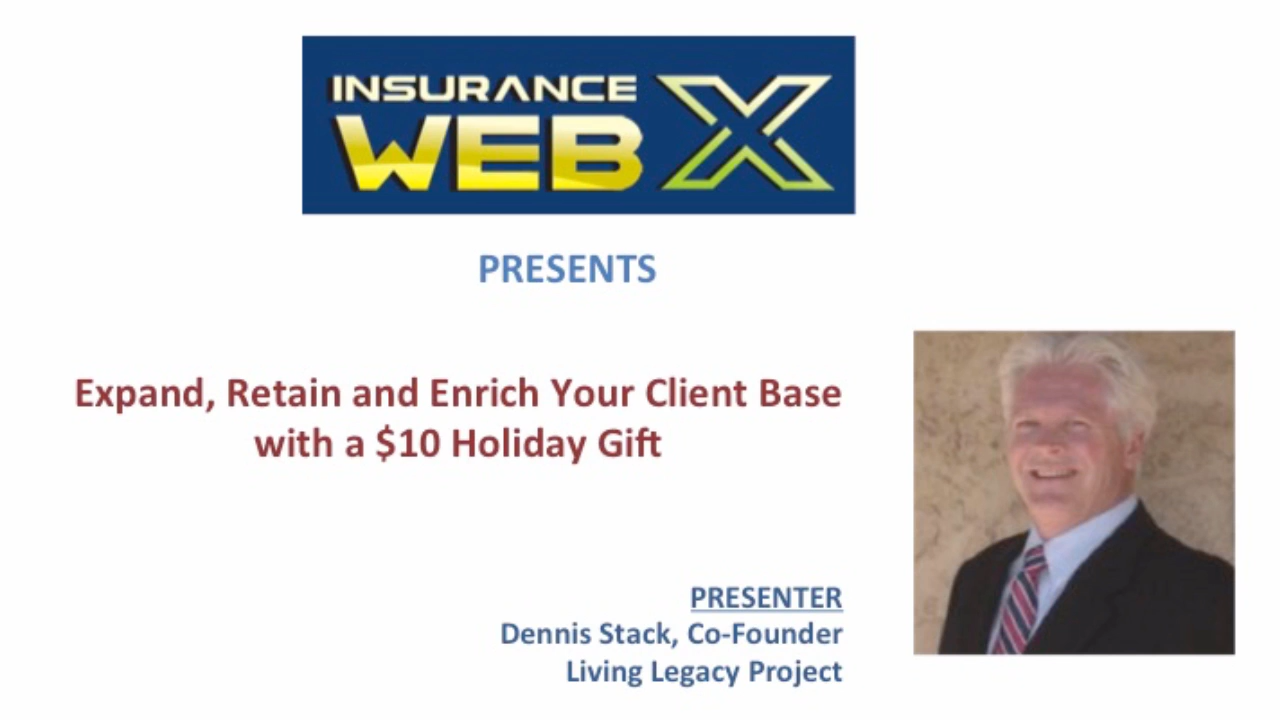 INSURANCE
WEB X
PRESENTS
Expand, Retain and Enrich Your Client Base
with a $10 Holiday Gift
PRESENTER
Dennis Stack, Co-Founder
Living Legacy Project